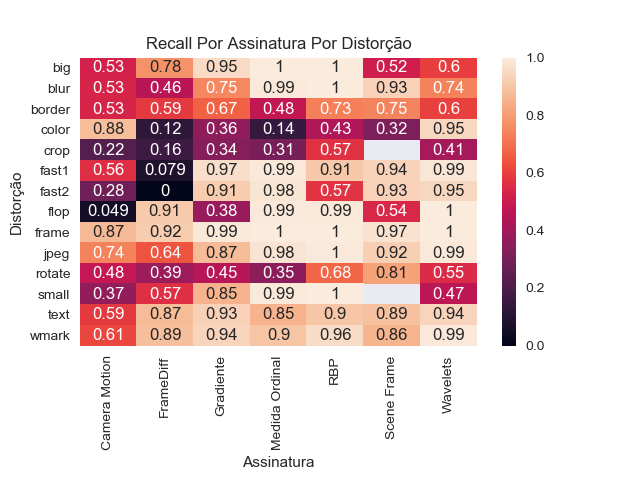 Recall Por Assinatura Por Distorção
big 0.53 0.78 0.95 1 1 0.52 0.6
blur 0.53 0.46 0.75 0.99 1 0.93 0.74
border 0.53 0.59 0.67 0.48 0.73 0.75 0.6
color 0.88 0.12 0.36 0.14 0.43 0.32 0.95
crop 0.22 0.16 0.34 0.31 0.57 0.41
fast1 0.56 0.079 0.97 0.99 0.91 0.94 0.99
fast2 0.28 0 0.91 0.98 0.57 0.93 0.95
flop 0.049 0.91 0.38 0.99 0.99 0.54 1
frame 0.87 0.92 0.99 1 1 0.97 1
jpeg 0.74 0.64 0.87 0.98 1 0.92 0.99
rotate 0.48 0.39 0.45 0.35 0.68 0.81 0.55
small 0.37 0.57 0.85 0.99 1 0.47
text 0.59 0.87 0.93 0.85 0.9 0.89 0.94
wmark 0.61 0.89 0.94 0.9 0.96 0.86 0.99
Distorção
Camera Motion
FrameDiff
Gradiente
Medida Ordinal
RBP
Scene Frame
Wavelets
Assinatura
1.0
0.8
0.6
0.4
0.2
0.0